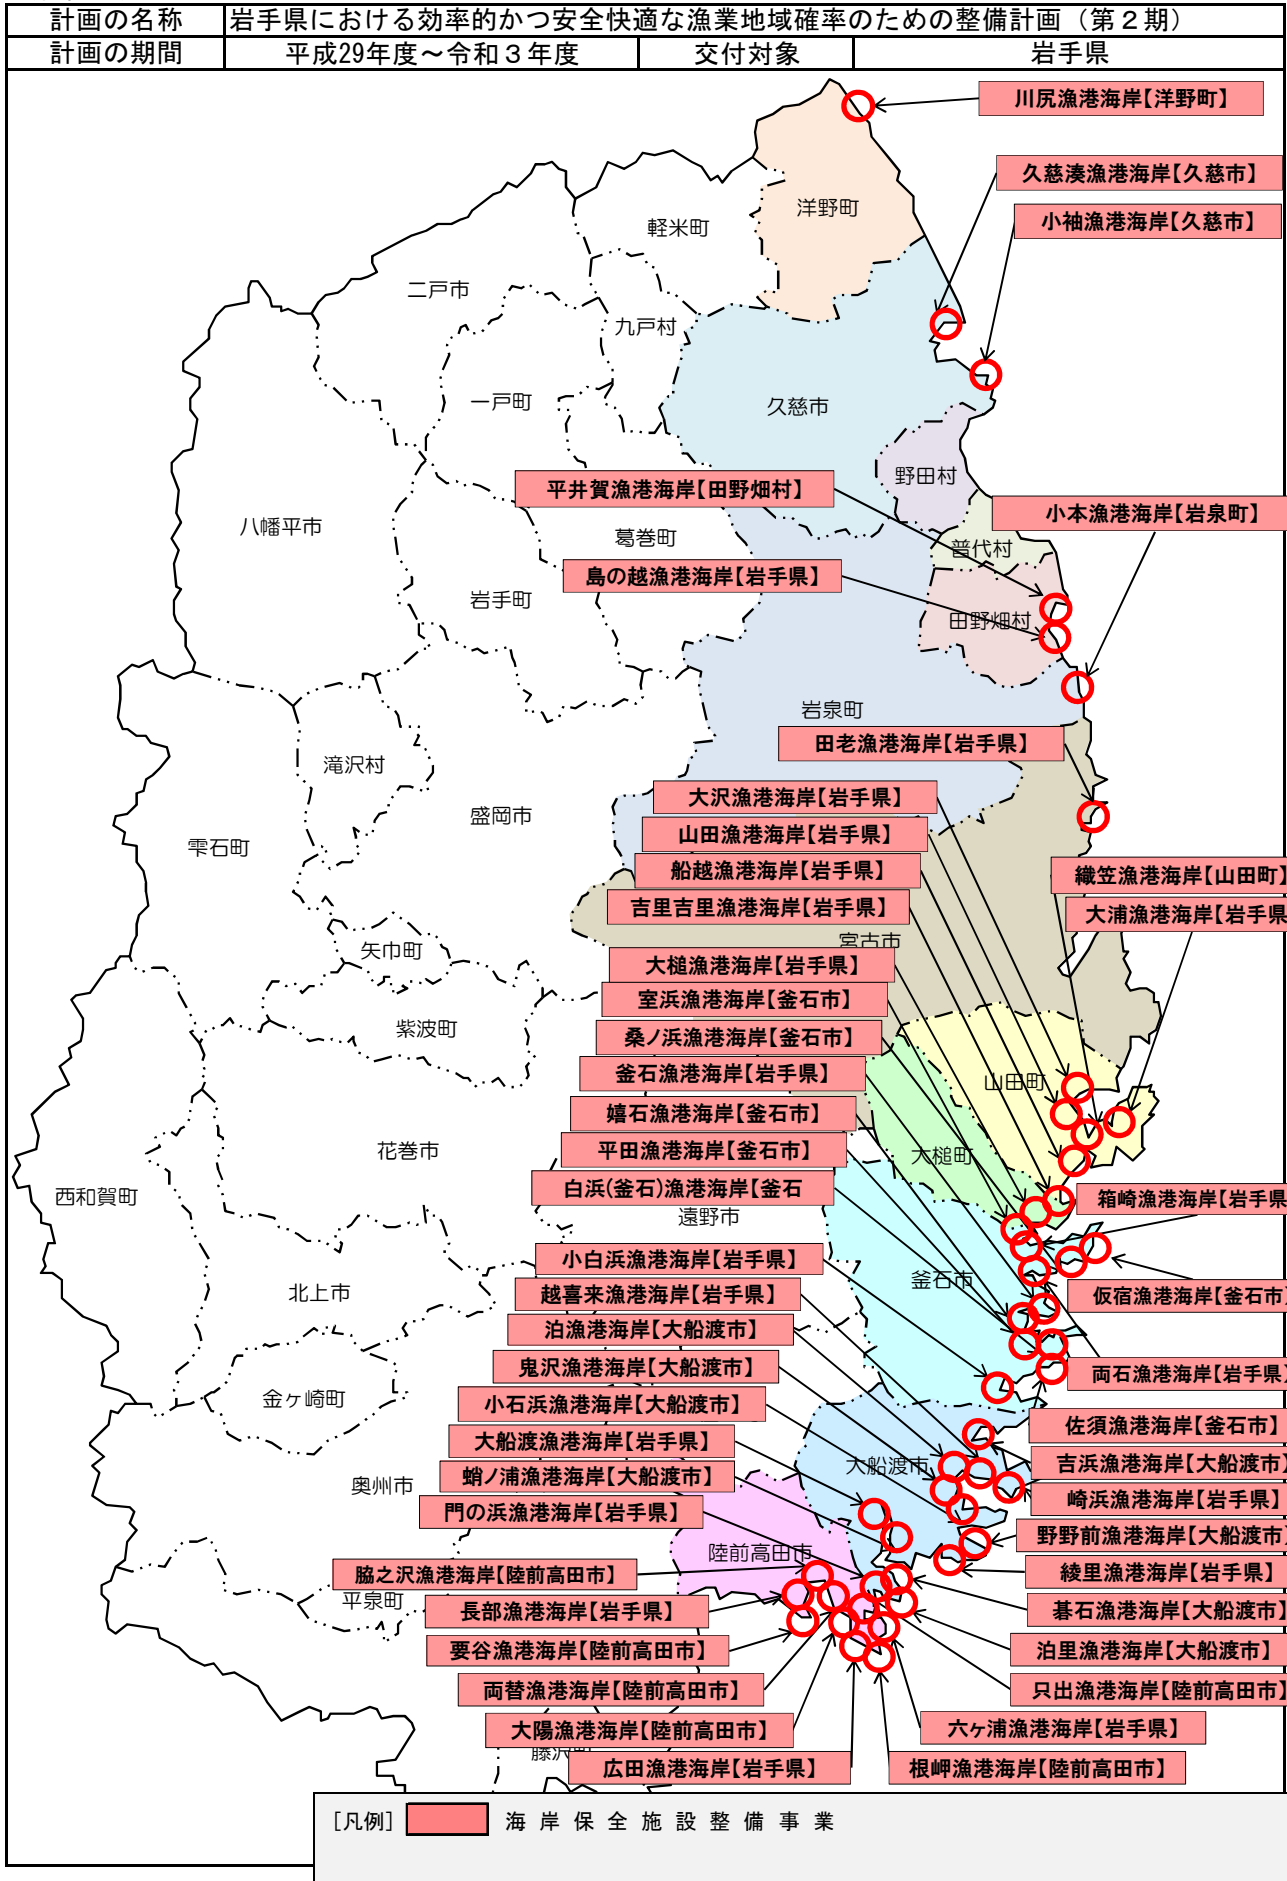 計画の名称 岩手県における効率的かつ安全快適な漁業地域確率のための整備計画（第２期）
計画の期間 平成29年度～令和３年度 交付対象 岩手県
川尻漁港海岸【洋野町】
久慈湊漁港海岸【久慈市】
洋野町
小袖漁港海岸【久慈市】
軽米町
二戸市
九戸村
一戸町
久慈市
野田村
平井賀漁港海岸【田野畑村】
小本漁港海岸【岩泉町】
八幡平市
葛巻町
普代村
島の越漁港海岸【岩手県】
岩手町
田野畑村
岩泉町
田老漁港海岸【岩手県】
滝沢村
大沢漁港海岸【岩手県】
盛岡市
山田漁港海岸【岩手県】
雫石町
船越漁港海岸【岩手県】
織笠漁港海岸【山田町】
吉里吉里漁港海岸【岩手県】
大浦漁港海岸【岩手県
宮古市
矢巾町
大槌漁港海岸【岩手県】
室浜漁港海岸【釜石市】
紫波町
桑ノ浜漁港海岸【釜石市】
釜石漁港海岸【岩手県】
山田町
嬉石漁港海岸【釜石市】
花巻市
平田漁港海岸【釜石市】
大槌町
白浜(釜石)漁港海岸【釜石
西和賀町
箱崎漁港海岸【岩手県
遠野市
小白浜漁港海岸【岩手県】
釜石市
北上市
越喜来漁港海岸【岩手県】
仮宿漁港海岸【釜石市】
泊漁港海岸【大船渡市】
鬼沢漁港海岸【大船渡市】
両石漁港海岸【岩手県】
金ヶ崎町
小石浜漁港海岸【大船渡市】
佐須漁港海岸【釜石市】
大船渡漁港海岸【岩手県】
吉浜漁港海岸【大船渡市】
大船渡市
蛸ノ浦漁港海岸【大船渡市】
奥州市
崎浜漁港海岸【岩手県】
門の浜漁港海岸【岩手県】
野野前漁港海岸【大船渡市】
陸前高田市
脇之沢漁港海岸【陸前高田市】
綾里漁港海岸【岩手県】
平泉町
長部漁港海岸【岩手県】
碁石漁港海岸【大船渡市】
要谷漁港海岸【陸前高田市】
泊里漁港海岸【大船渡市】
両替漁港海岸【陸前高田市】
只出漁港海岸【陸前高田市】
大陽漁港海岸【陸前高田市】
六ヶ浦漁港海岸【岩手県】
藤沢町
広田漁港海岸【岩手県】
根岬漁港海岸【陸前高田市】
［凡例］ 海岸保全施設整備事業